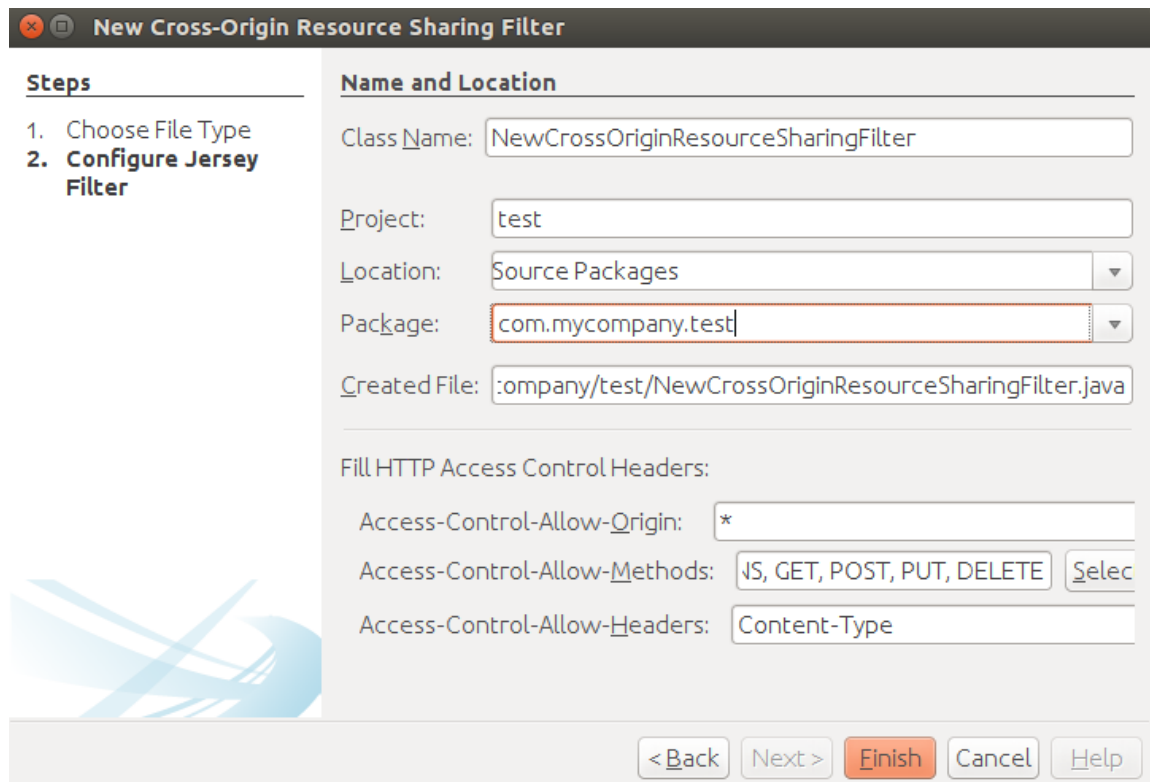 New Cross-Origin Resource Sharing Filter
Steps
1. Choose File Type
2. Configure Jersey
Filter
Name and Location
Class Name: NewCrossOriginResourceSharingFilter
Project: test
Location: Source Packages
Package: com.mycompany.test
Created File: :ompany/test/NewCrossOriginResourceSharingFilter.java
Fill HTTP Access Control Headers:
Access-Control-Allow-Origin: *
Access-Control-Allow-Methods: NS, GET, POST, PUT, DELETE Selec
Access-Control-Allow-Headers: Content-Type
< Back Next > Finish Cancel Help